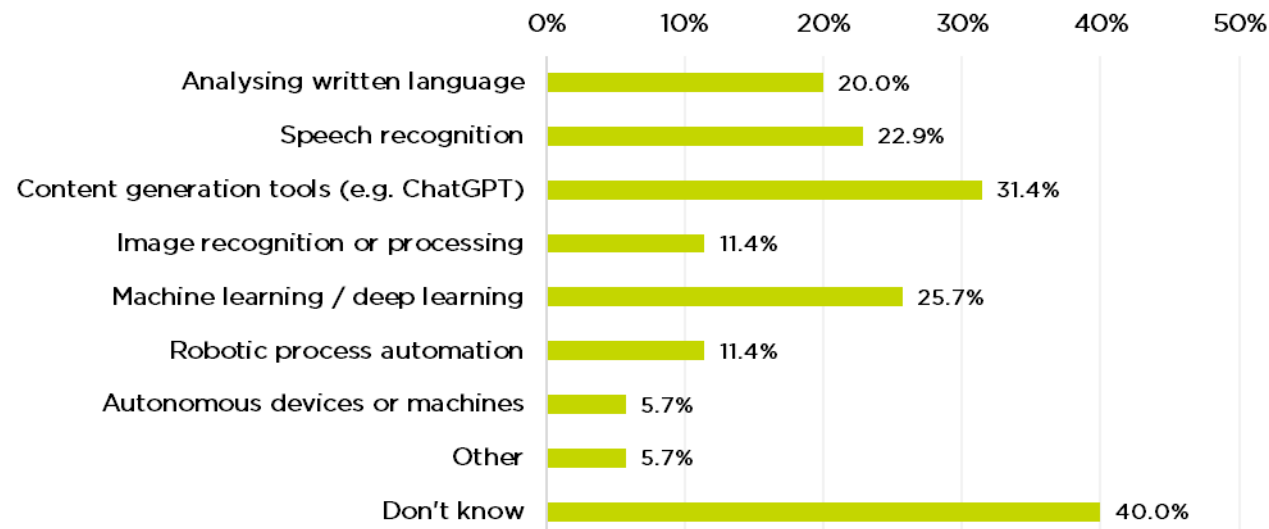 0% 10% 20% 30% 40% 50%
Analysing written language 20.0%
Speech recognition 22.9%
Content generation tools (e.g. ChatGPT) 31.4%
Image recognition or processing 11.4%
Machine learning / deep learning 25.7%
Robotic process automation 11.4%
Autonomous devices or machines 5.7%
Other 5.7%
Don't know 40.0%